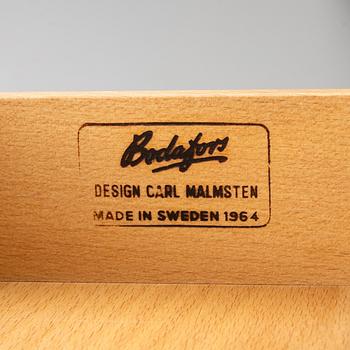 Bodafors
DESIGN CARL MALMSTEN
MADE IN SWEDEN 1964